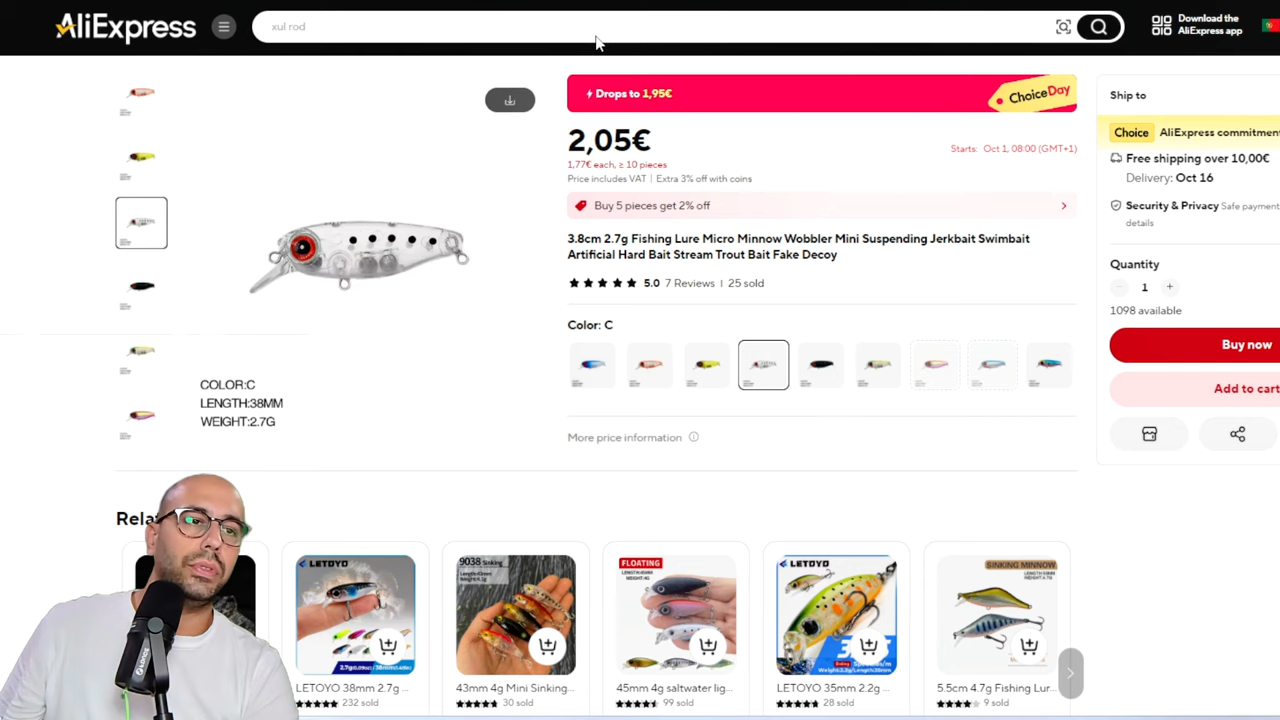 AliExpress
xul rod
Download the
AliExpress app
Drops to 1,95€
ChoiceDay
2,05€
Starts: Oct 1, 08:00 (GMT+1)
1,77€ each, ≥ 10 pieces
Price includes VAT | Extra 3% off with coins
Buy 5 pieces get 2% off
3.8cm 2.7g Fishing Lure Micro Minnow Wobbler Mini Suspending Jerkbait Swimbait
Artificial Hard Bait Stream Trout Bait Fake Decoy
5.0 7 Reviews | 25 sold
Color: C
More price information
COLOR:C
LENGTH:38MM
WEIGHT:2.7G
Ship to
Choice AliExpress commitmen
Free shipping over 10,00€
Delivery: Oct 16
Security & Privacy Safe payment
details
Quantity
1
1098 available
Buy now
Add to cart
Rela
LETOYO
LETOYO 38mm 2.7g ...
232 sold
9038 Sinking
43mm 4g Mini Sinking...
30 sold
FLOATING
45mm 4g saltwater lig...
99 sold
LETOYO
LETOYO 35mm 2.2g ...
28 sold
SINKING MINNOW
5.5cm 4.7g Fishing Lur...
9 sold